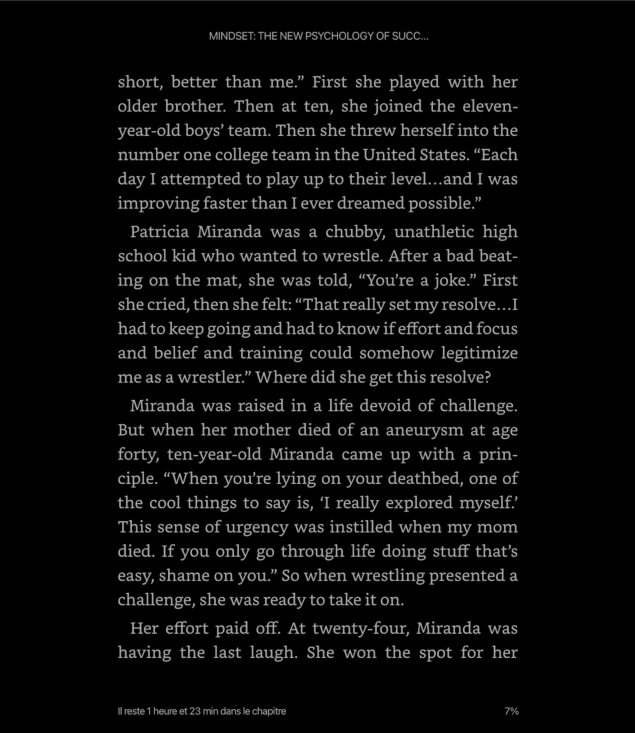 MINDSET: THE NEW PSYCHOLOGY OF SUCC...
short, better than me.” First she played with her
older brother. Then at ten, she joined the eleven-
year-old boys’ team. Then she threw herself into the
number one college team in the United States. “Each
day I attempted to play up to their level…and I was
improving faster than I ever dreamed possible.”
Patricia Miranda was a chubby, unathletic high
school kid who wanted to wrestle. After a bad beat-
ing on the mat, she was told, “You’re a joke.” First
she cried, then she felt: “That really set my resolve…I
had to keep going and had to know if effort and focus
and belief and training could somehow legitimize
me as a wrestler.” Where did she get this resolve?
Miranda was raised in a life devoid of challenge.
But when her mother died of an aneurysm at age
forty, ten-year-old Miranda came up with a prin-
ciple. “When you’re lying on your deathbed, one of
the cool things to say is, ‘I really explored myself.’
This sense of urgency was instilled when my mom
died. If you only go through life doing stuff that’s
easy, shame on you.” So when wrestling presented a
challenge, she was ready to take it on.
Her effort paid off. At twenty-four, Miranda was
having the last laugh. She won the spot for her
Il reste 1 heure et 23 min dans le chapitre
7%